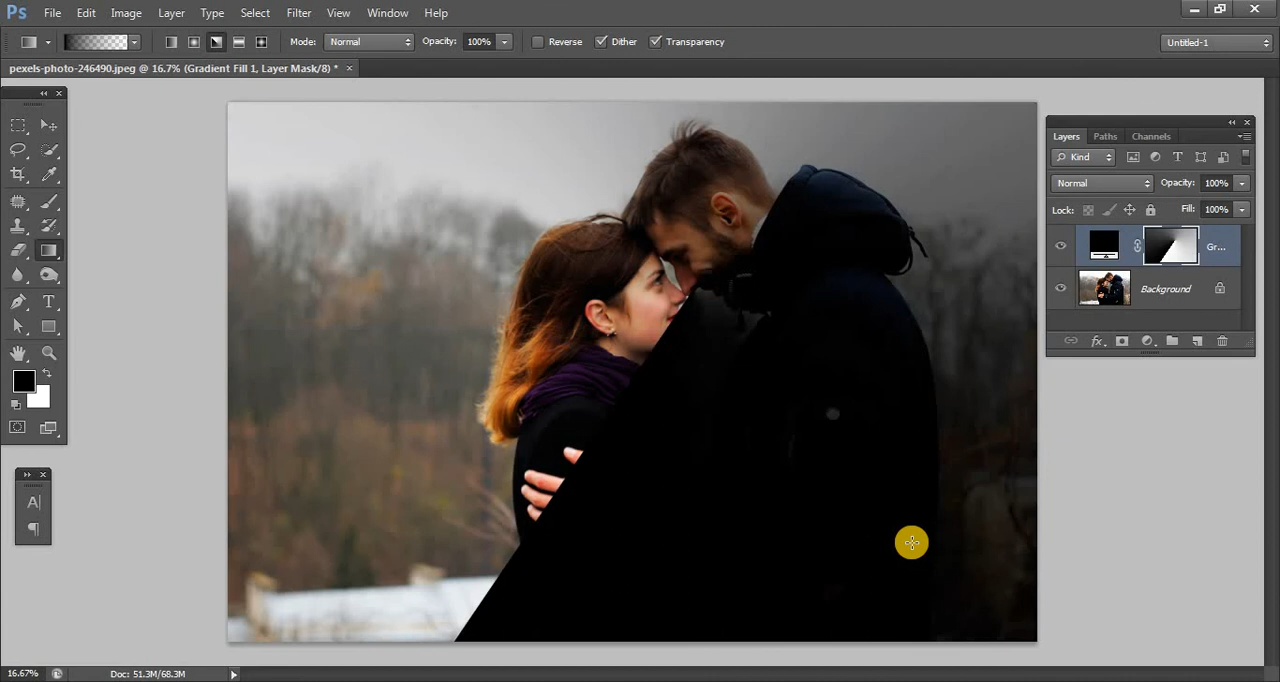 Ps File Edit Image Layer Type Select Filter View Window Help
Mode: Normal Opacity: 100% Reverse Dither Transparency Untitled-1
pexels-photo-246490.jpeg @ 16.7% (Gradient Fill 1, Layer Mask/8) * ×
Layers Paths Channels
Kind T
Normal Opacity: 100%
Lock: Fill: 100%
Gr...
Background
fx
T
A
¶
16.67% Doc: 51.3M/68.3M